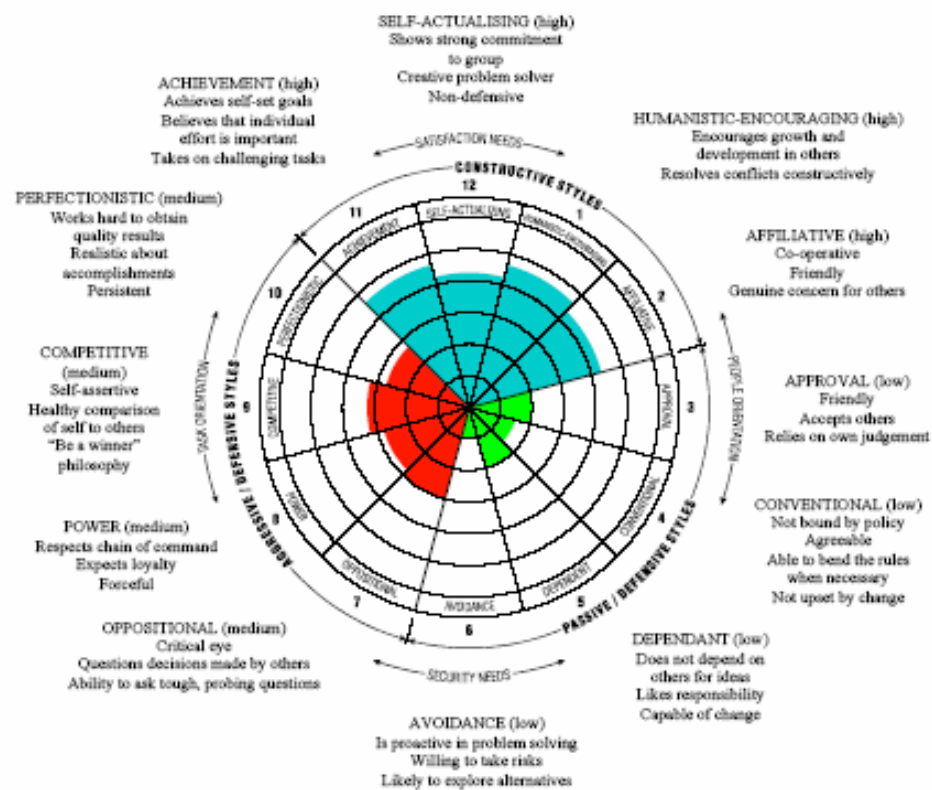 SELF-ACTUALISING (high)
Shows strong commitment
to group
Creative problem solver
Non-defensive
ACHIEVEMENT (high)
Achieves self-set goals
Believes that individual
effort is important
Takes on challenging tasks
HUMANISTIC-ENCOURAGING (high)
Encourages growth and
development in others
Resolves conflicts constructively
PERFECTIONISTIC (medium)
Works hard to obtain
quality results
Realistic about
accomplishments
Persistent
AFFILIATIVE (high)
Co-operative
Friendly
Genuine concern for others
COMPETITIVE
(medium)
Self-assertive
Healthy comparison
of self to others
"Be a winner"
philosophy
APPROVAL (low)
Friendly
Accepts others
Relies on own judgement
POWER (medium)
Respects chain of command
Expects loyalty
Forceful
CONVENTIONAL (low)
Not bound by policy
Agreeable
Able to bend the rules
when necessary
Not upset by change
OPPOSITIONAL (medium)
Critical eye
Questions decisions made by others
Ability to ask tough, probing questions
DEPENDANT (low)
Does not depend on
others for ideas
Likes responsibility
Capable of change
AVOIDANCE (low)
Is proactive in problem solving
Willing to take risks
Likely to explore alternatives
SATISFACTION NEEDS
CONSTRUCTIVE STYLES
PEOPLE ORIENTATION
PASSIVE / DEFENSIVE STYLES
SECURITY NEEDS
AGGRESSIVE / DEFENSIVE STYLES
TASK ORIENTATION
12
SELF-ACTUALIZING
1
HUMANISTIC-ENCOURAGING
2
AFFILIATIVE
3
APPROVAL
4
CONVENTIONAL
5
DEPENDENT
6
AVOIDANCE
7
OPPOSITIONAL
8
POWER
9
COMPETITIVE
10
PERFECTIONISTIC
11
ACHIEVEMENT